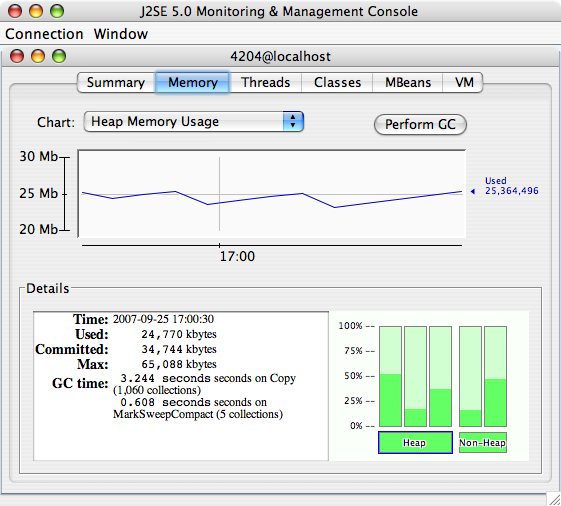 J2SE 5.0 Monitoring & Management Console
Connection Window
4204@localhost
Summary Memory Threads Classes MBeans VM
Chart: Heap Memory Usage Perform GC
30 Mb
25 Mb
20 Mb
Used
25,364,496
17:00
Details
Time: 2007-09-25 17:00:30
Used: 24,770 kbytes
Committed: 34,744 kbytes
Max: 65,088 kbytes
GC time: 3.244 seconds seconds on Copy
(1,060 collections)
0.608 seconds seconds on
MarkSweepCompact (5 collections)
100% --
75% --
50% --
25% --
0% --
Heap Non-Heap